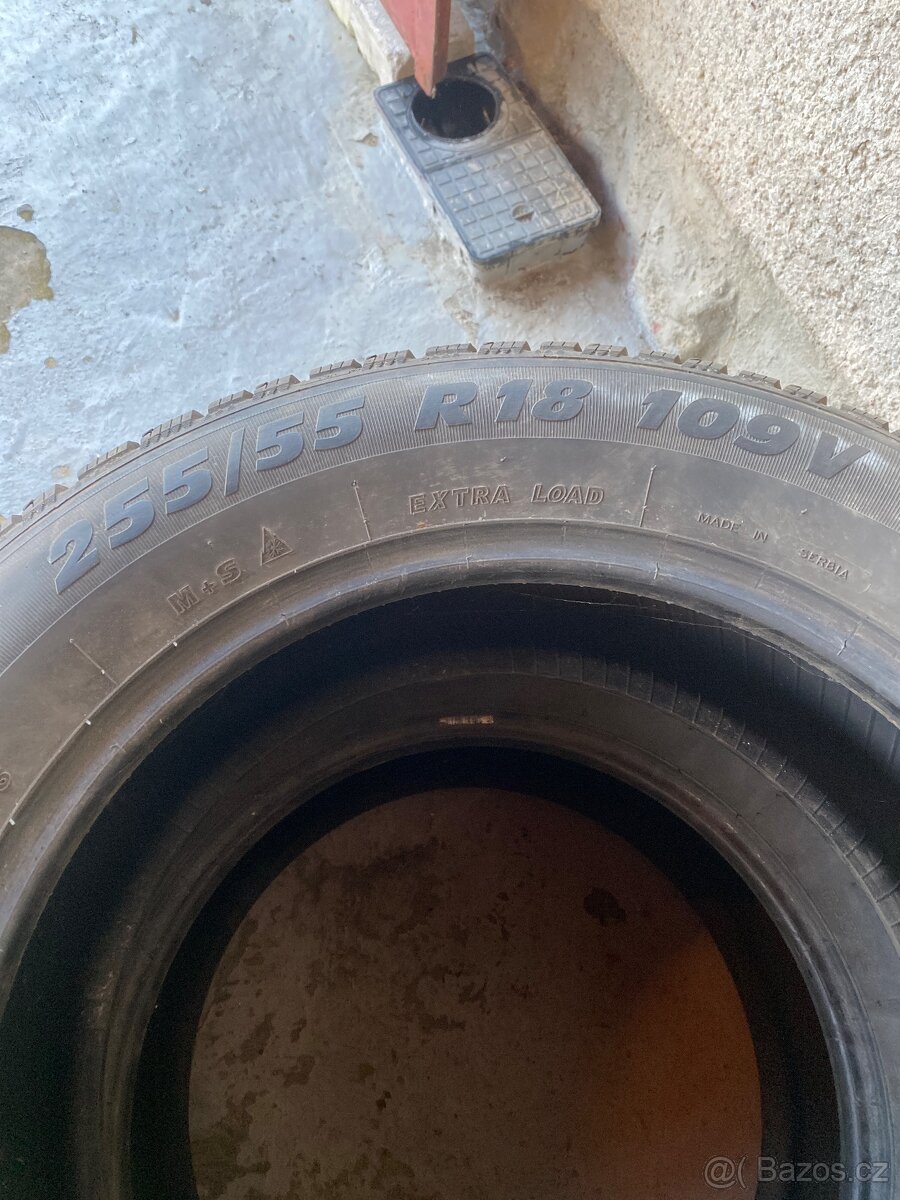 255/55 R18 109V
M+S EXTRA LOAD MADE IN SERBIA
@( Bazos.cz